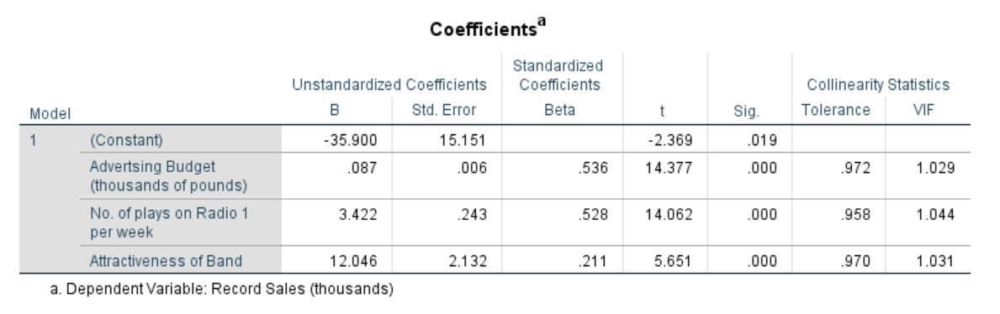 Coefficientsa
Unstandardized Coefficients Standardized Coefficients Collinearity Statistics
Model B Std. Error Beta t Sig. Tolerance VIF
1 (Constant) -35.900 15.151 -2.369 .019
Advertsing Budget (thousands of pounds) .087 .006 .536 14.377 .000 .972 1.029
No. of plays on Radio 1 per week 3.422 .243 .528 14.062 .000 .958 1.044
Attractiveness of Band 12.046 2.132 .211 5.651 .000 .970 1.031
a. Dependent Variable: Record Sales (thousands)